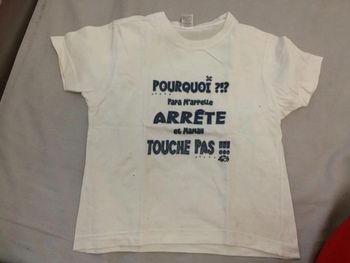 POURQUOI ?!?
PAPA M'APPELLE
ARRÊTE
ET MAMAN
TOUCHE PAS !!!